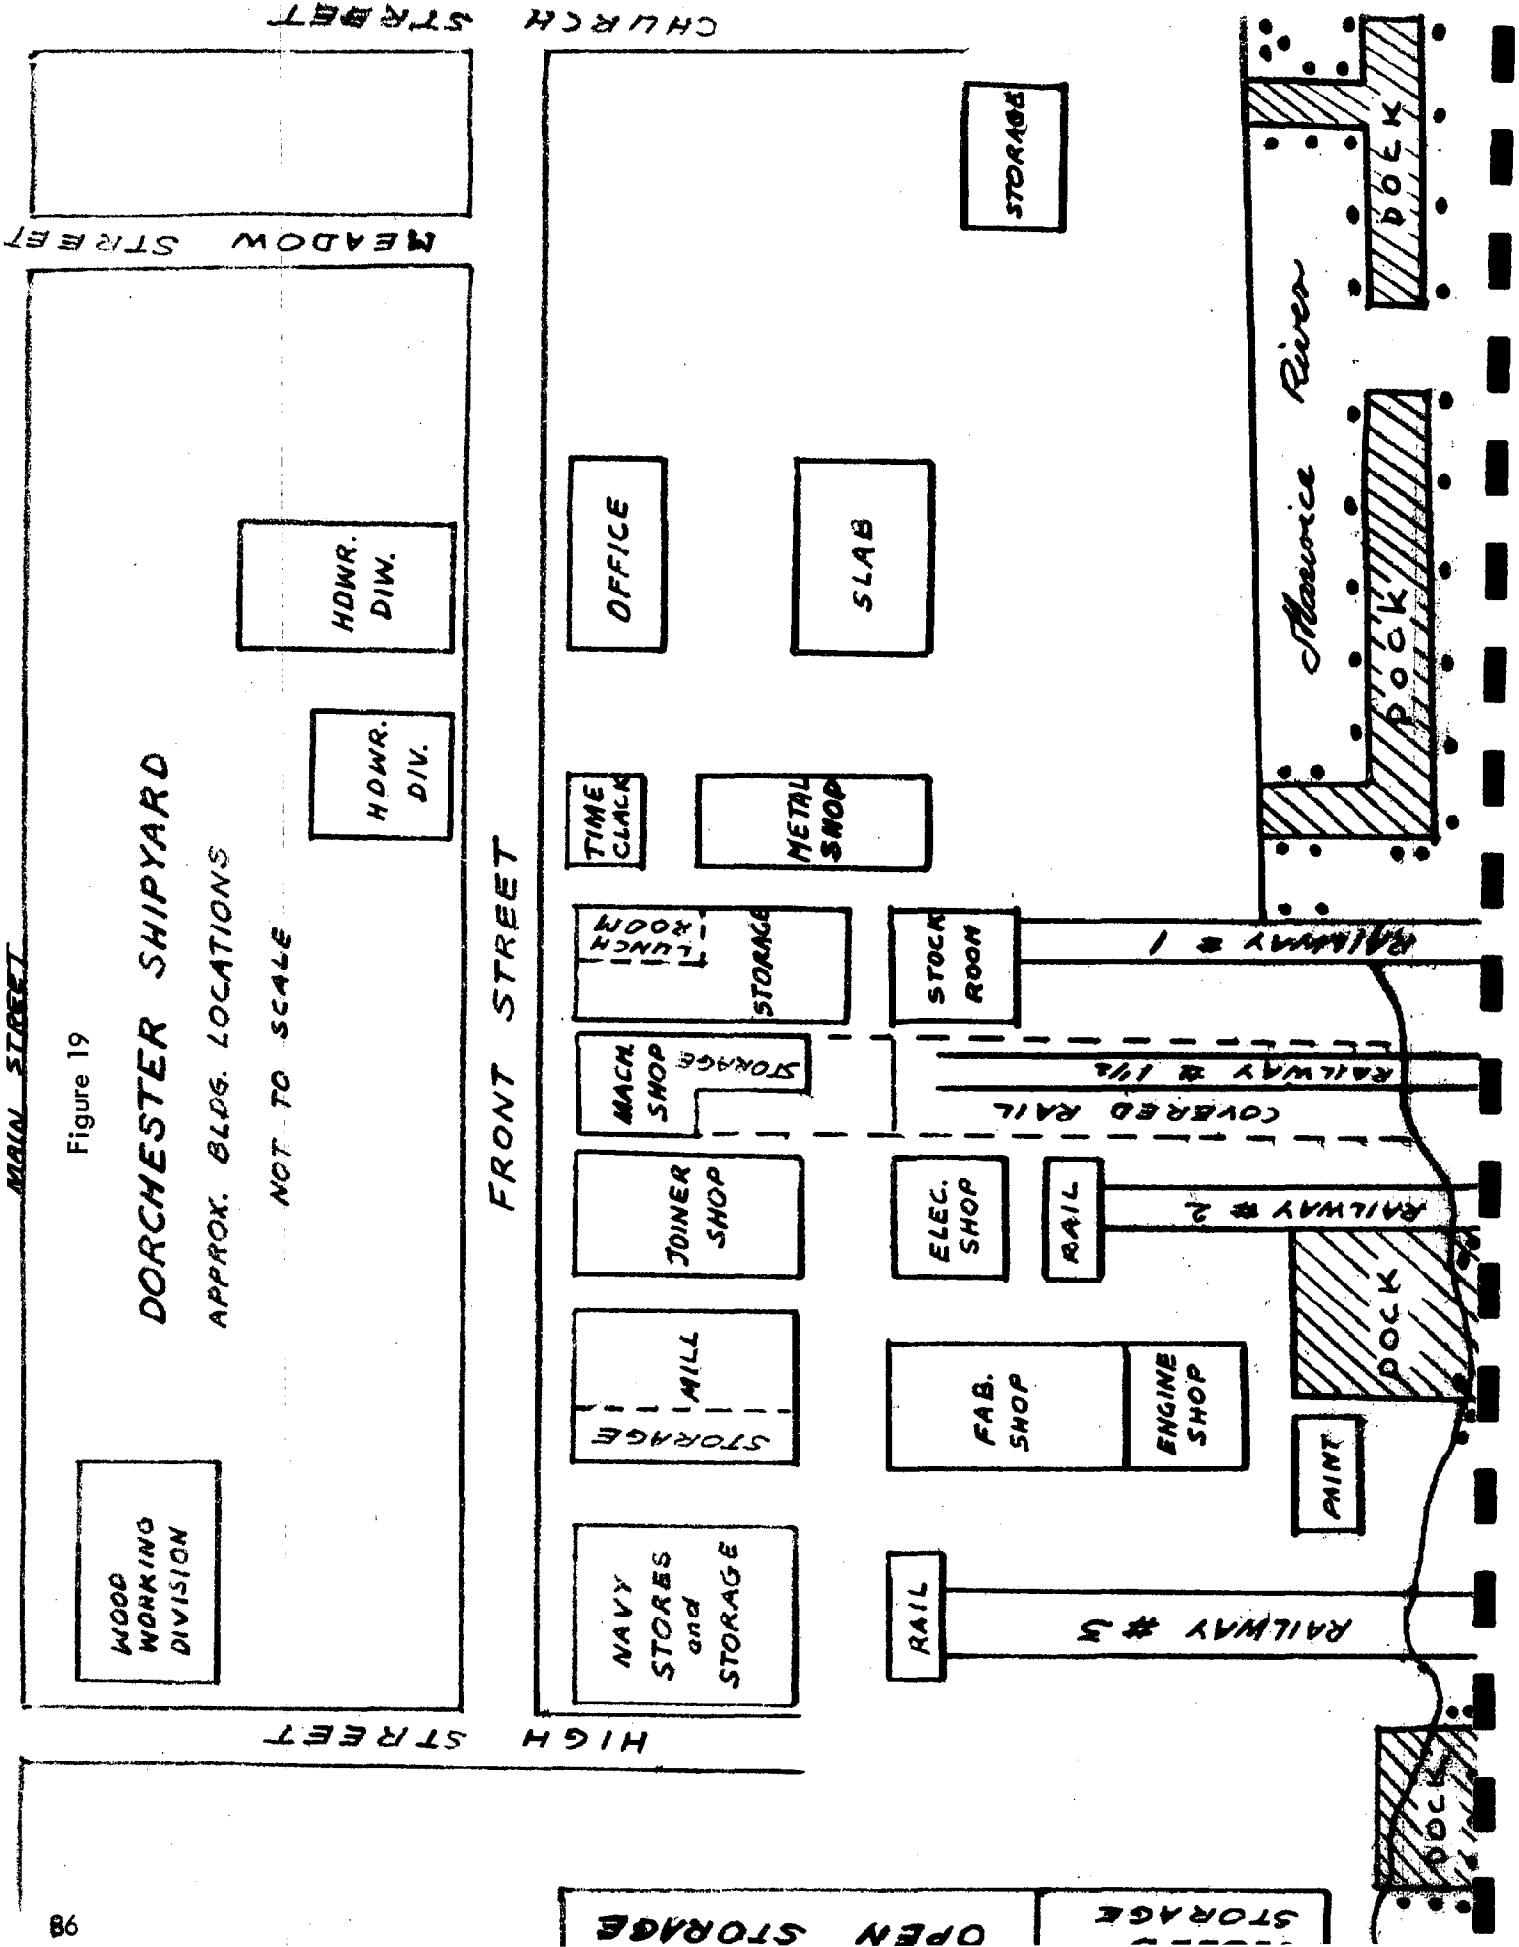 MAIN STREET
Figure 19
DORCHESTER SHIPYARD
APPROX. BLDG. LOCATIONS
NOT TO SCALE
WOOD
WORKING
DIVISION
HDWR.
DIV.
HDWR.
DIW.
MEADOW STREET
CHURCH STREET
HIGH STREET
FRONT STREET
NAVY
STORES
and
STORAGE
STORAGE
MILL
JOINER
SHOP
MACH.
SHOP
STORAGE
LUNCH
ROOM
STORAGE
TIME
CLACK
METAL
SHOP
OFFICE
SLAB
STORAGE
STOCK
ROOM
RAILWAY # 1
RAILWAY # 1 1/2
COVERED RAIL
ELEC.
SHOP
RAIL
RAILWAY # 2
FAB.
SHOP
ENGINE
SHOP
PAINT
RAIL
RAILWAY # 3
DOCK
DOCK
DOCK
DOCK
Maurice River
OPEN STORAGE
STORAGE
86